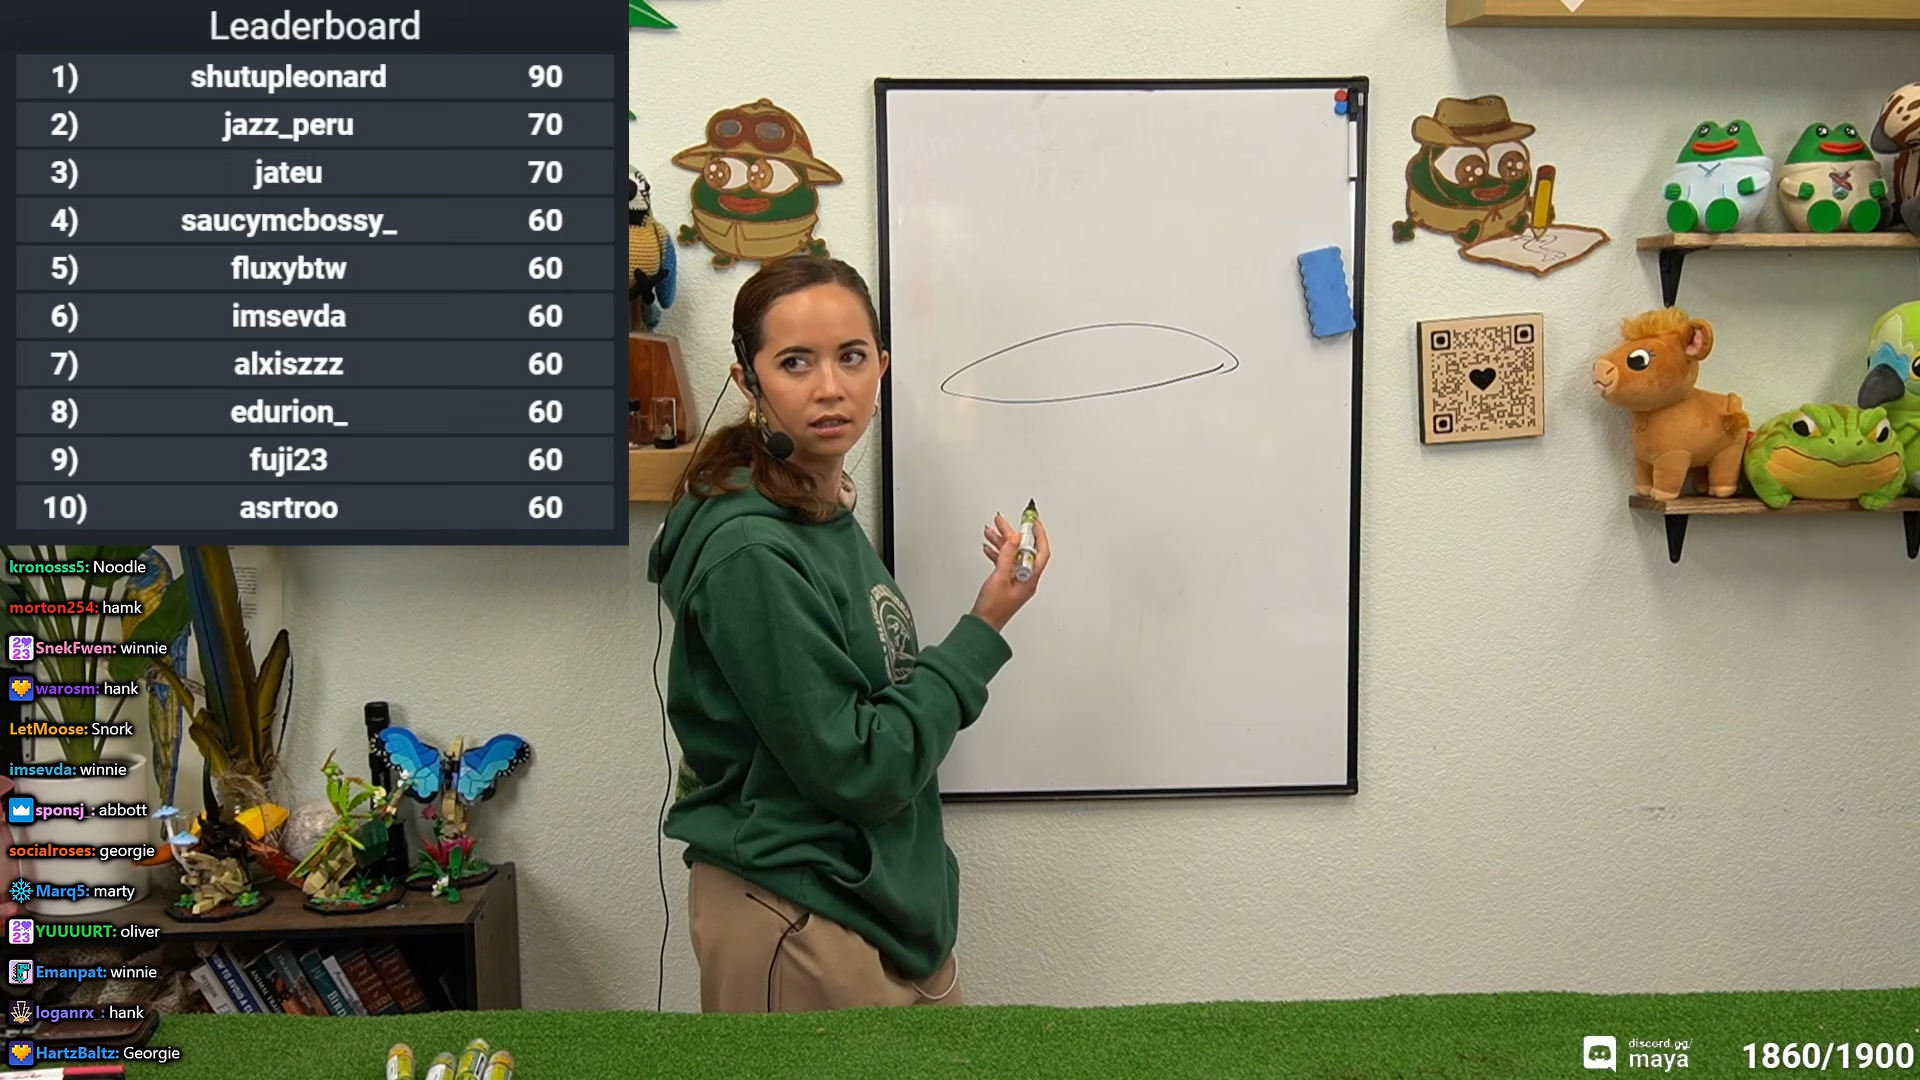 Leaderboard
1) shutupleonard 90
2) jazz_peru 70
3) jateu 70
4) saucymcbossy_ 60
5) fluxybtw 60
6) imsevda 60
7) alxiszzz 60
8) edurion_ 60
9) fuji23 60
10) asrtroo 60
kronosss5: Noodle
morton254: hamk
SnekFwen: winnie
warosm: hank
LetMoose: Snork
imsevda: winnie
sponsj_: abbott
socialroses: georgie
Marq5: marty
YUUUURT: oliver
Emanpat: winnie
loganrx_: hank
HartzBaltz: Georgie
discord.gg/
maya
1860/1900